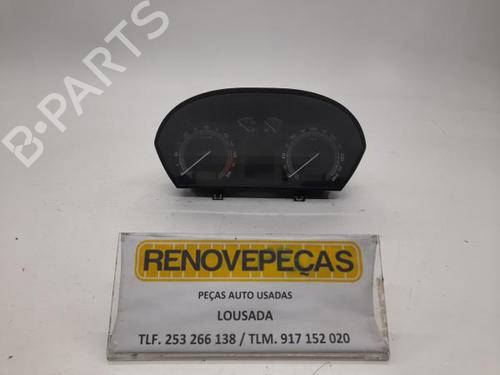 B-PARTS
RENOVEPEÇAS
PEÇAS AUTO USADAS
LOUSADA
TLF. 253 266 138 / TLM. 917 152 020